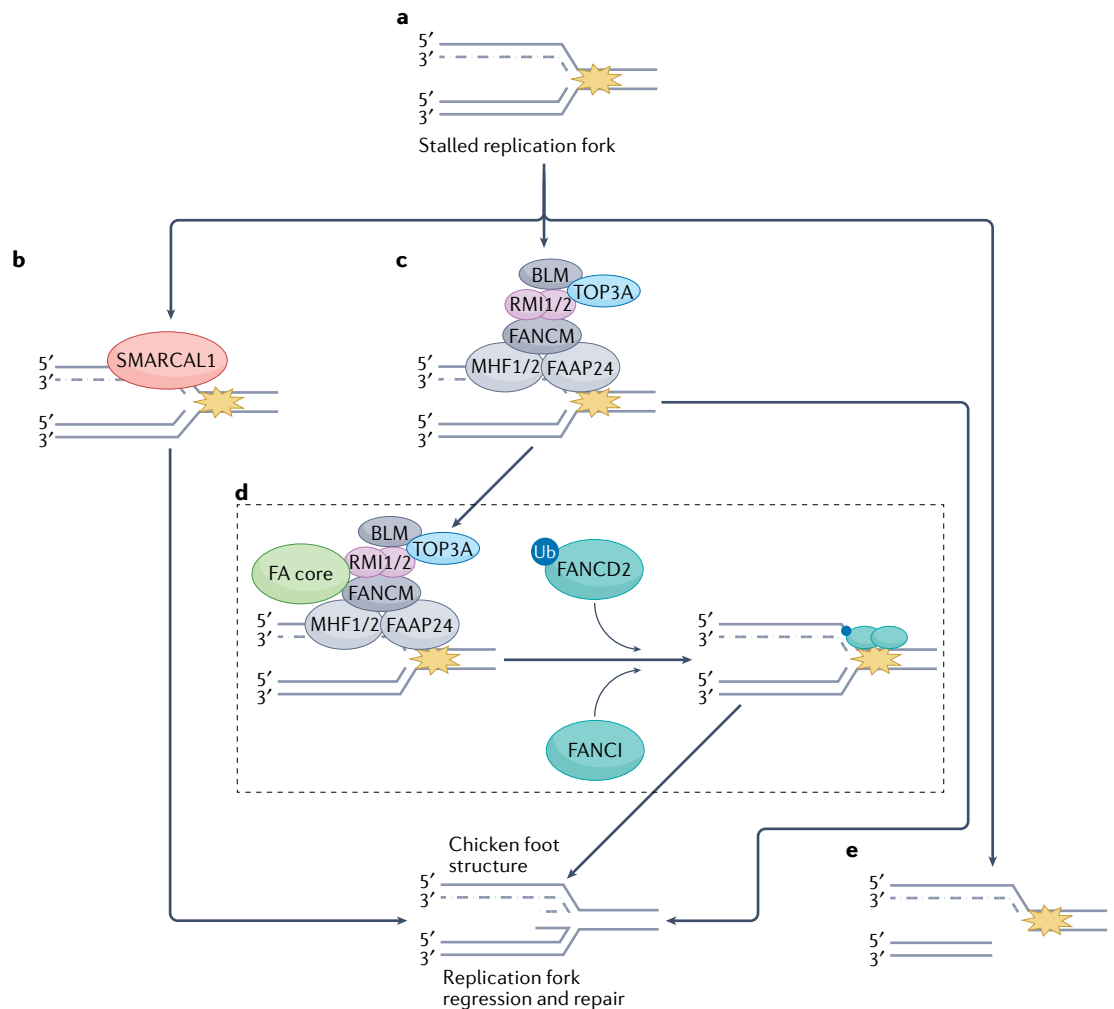 a
5′
3′
5′
3′
Stalled replication fork
b
SMARCAL1
5′
3′
5′
3′
c
BLM
TOP3A
RMI1/2
FANCM
MHF1/2
FAAP24
5′
3′
5′
3′
d
BLM
TOP3A
RMI1/2
FA core
FANCM
MHF1/2
FAAP24
5′
3′
5′
3′
Ub
FANCD2
FANCI
5′
3′
5′
3′
Chicken foot
structure
5′
3′
5′
3′
Replication fork
regression and repair
e
5′
3′
5′
3′